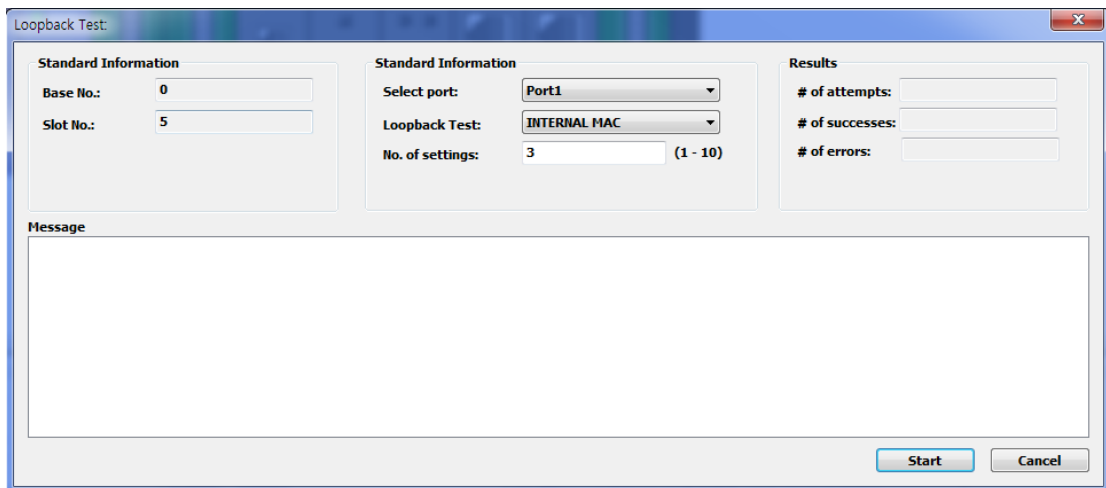 Loopback Test:
Standard Information
Base No.: 0
Slot No.: 5
Standard Information
Select port: Port1
Loopback Test: INTERNAL MAC
No. of settings: 3 (1 - 10)
Results
# of attempts:
# of successes:
# of errors:
Message
Start Cancel